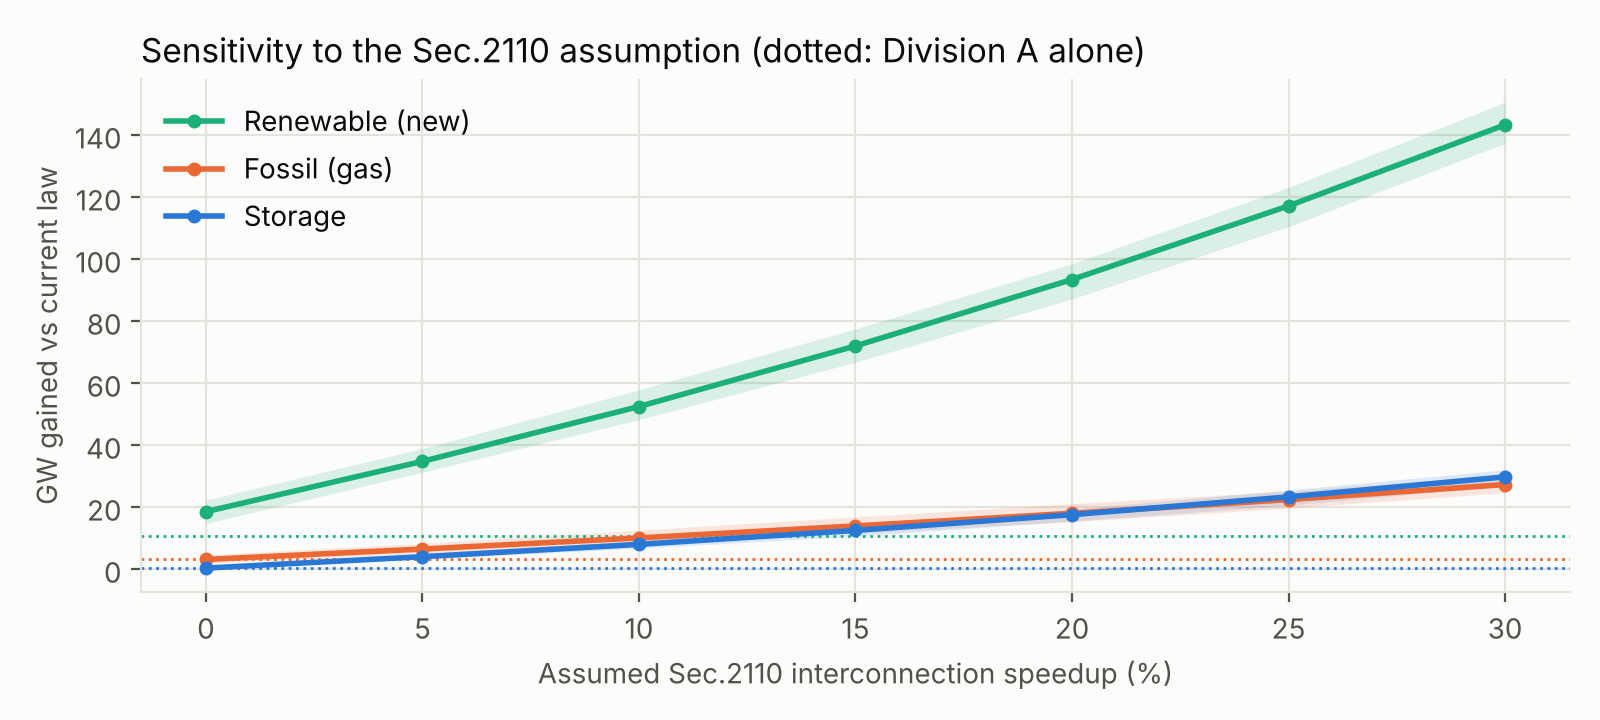 Sensitivity to the Sec.2110 assumption (dotted: Division A alone)
Renewable (new)
Fossil (gas)
Storage
GW gained vs current law
140
120
100
80
60
40
20
0
0 5 10 15 20 25 30
Assumed Sec.2110 interconnection speedup (%)